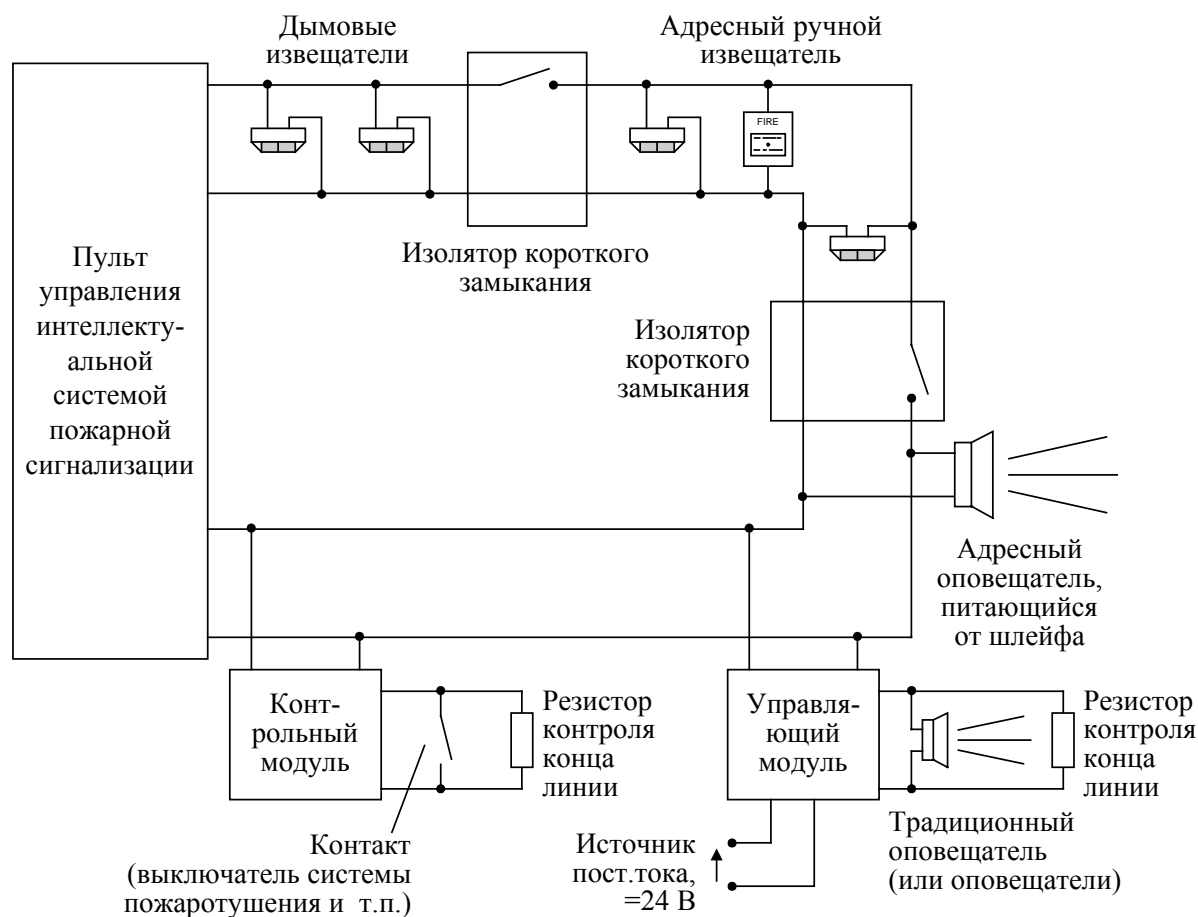 Дымовые
извещатели
Адресный ручной
извещатель
FIRE
Пульт
управления
интеллекту-
альной
системой
пожарной
сигнализации
Изолятор короткого
замыкания
Изолятор
короткого
замыкания
Адресный
оповещатель,
питающийся
от шлейфа
Конт-
рольный
модуль
Резистор
контроля
конца
линии
Управля-
ющий
модуль
Резистор
контроля
конца
линии
Контакт
(выключатель системы
пожаротушения и т.п.)
Источник
пост.тока,
=24 В
Традиционный
оповещатель
(или оповещатели)